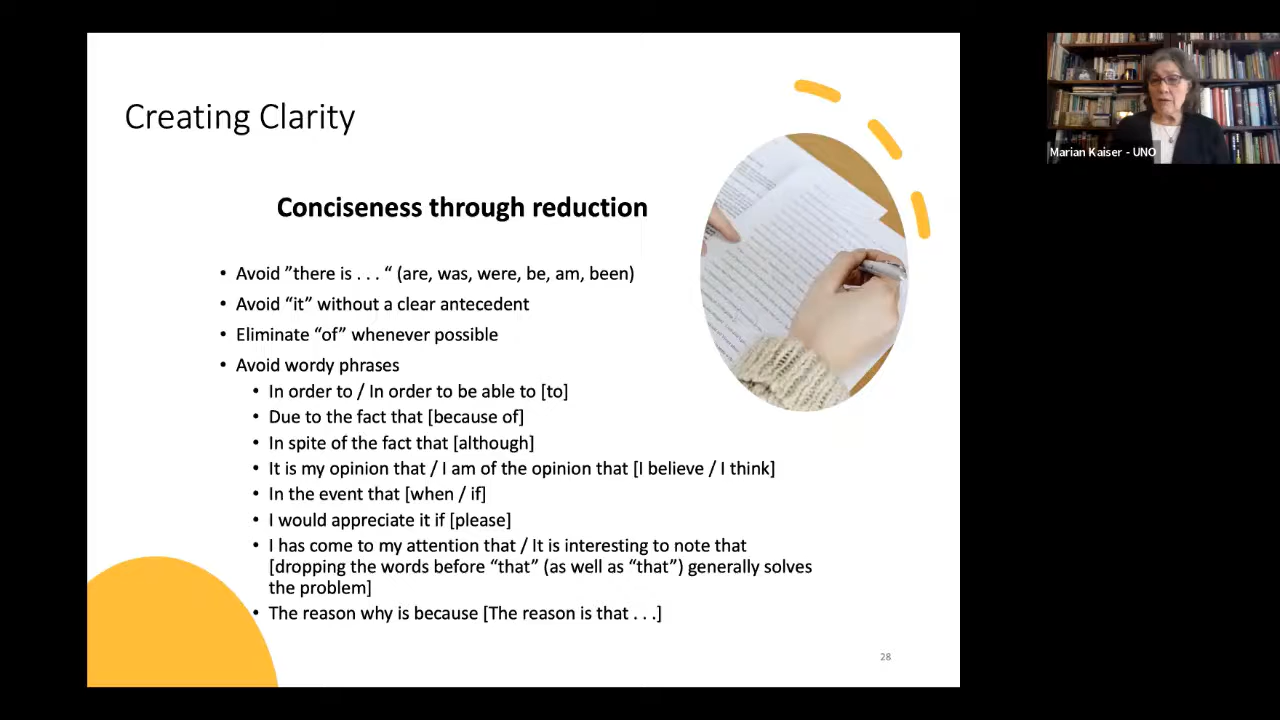 Creating Clarity
Conciseness through reduction
• Avoid ”there is . . . “ (are, was, were, be, am, been)
• Avoid “it” without a clear antecedent
• Eliminate “of” whenever possible
• Avoid wordy phrases
• In order to / In order to be able to [to]
• Due to the fact that [because of]
• In spite of the fact that [although]
• It is my opinion that / I am of the opinion that [I believe / I think]
• In the event that [when / if]
• I would appreciate it if [please]
• I has come to my attention that / It is interesting to note that
[dropping the words before “that” (as well as “that”) generally solves
the problem]
• The reason why is because [The reason is that . . .]
28
Marian Kaiser - UNO